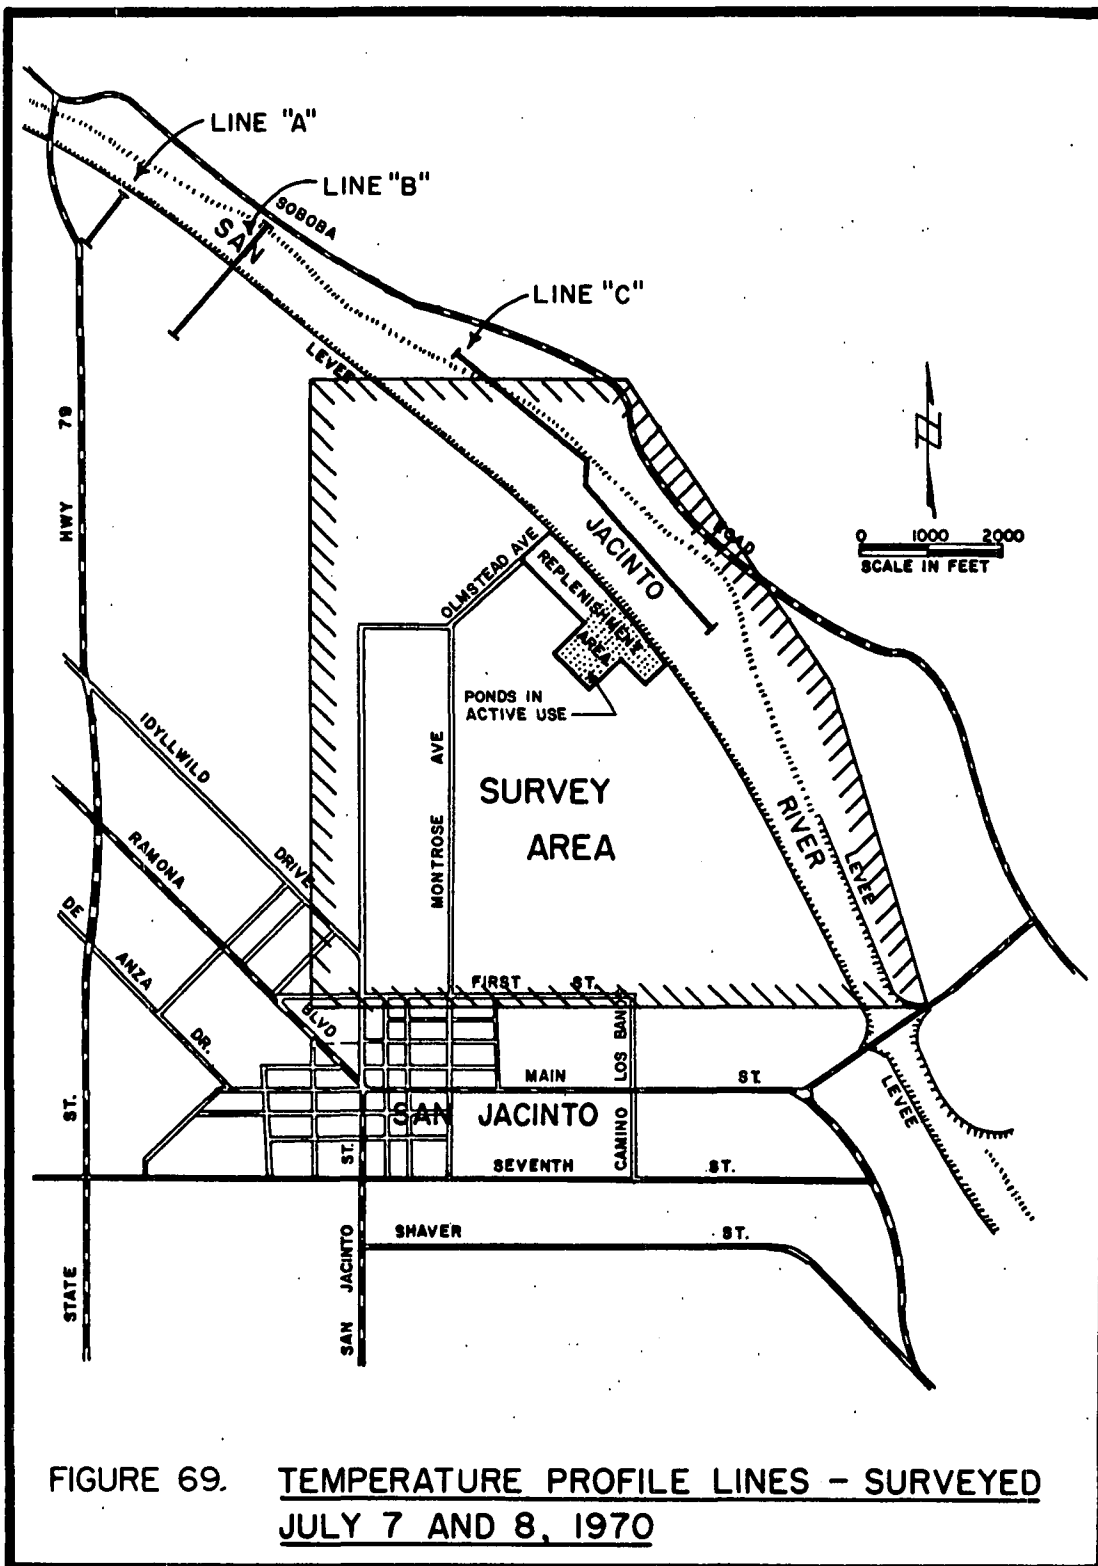 LINE "A"
LINE "B"
SOBOBA
SAN
LINE "C"
LEVEE
HWY 79
ROAD
0 1000 2000
SCALE IN FEET
JACINTO
OLMSTEAD AVE
REPLENISHMENT
AREA
PONDS IN
ACTIVE USE
IDYLLWILD
DRIVE
MONTROSE AVE
SURVEY
AREA
RIVER
LEVEE
RAMONA
BLVD
DE
ANZA
DR.
FIRST ST.
CAMINO LOS BANOS
MAIN ST.
SAN JACINTO
LEVEE
SEVENTH ST.
STATE ST.
SAN JACINTO ST.
SHAVER ST.
FIGURE 69. TEMPERATURE PROFILE LINES - SURVEYED
JULY 7 AND 8, 1970